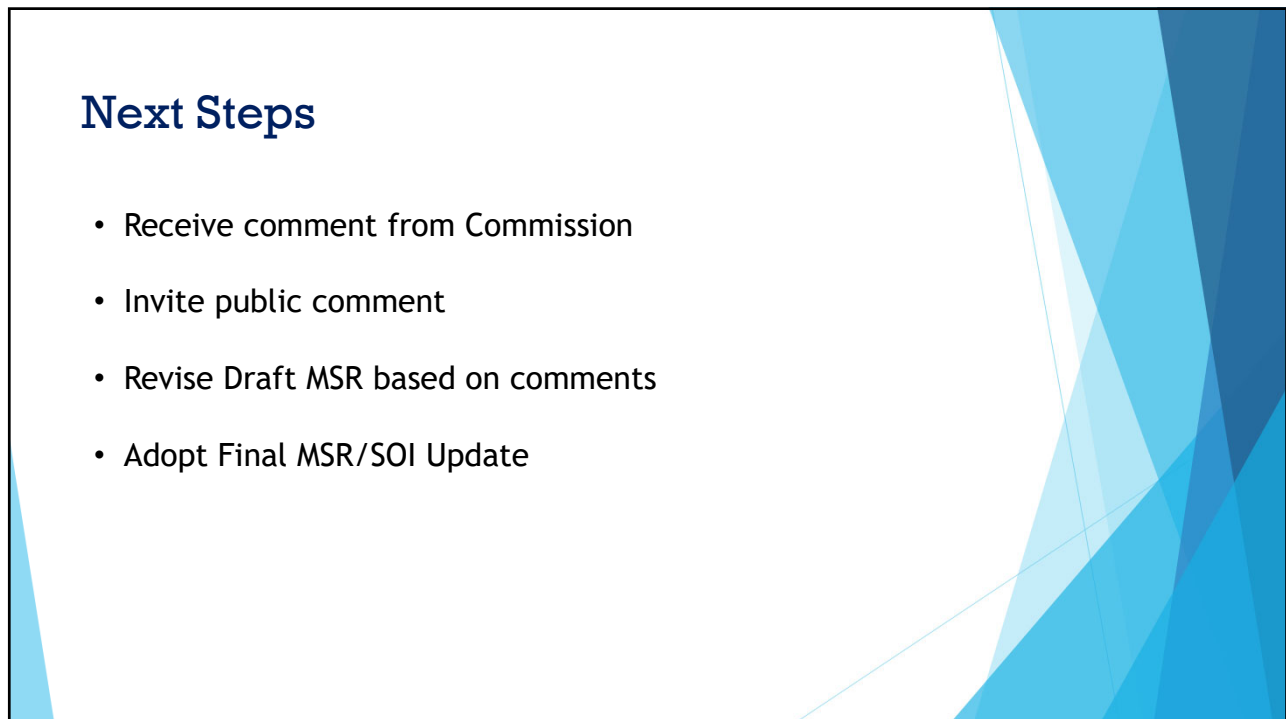 Next Steps
• Receive comment from Commission
• Invite public comment
• Revise Draft MSR based on comments
• Adopt Final MSR/SOI Update